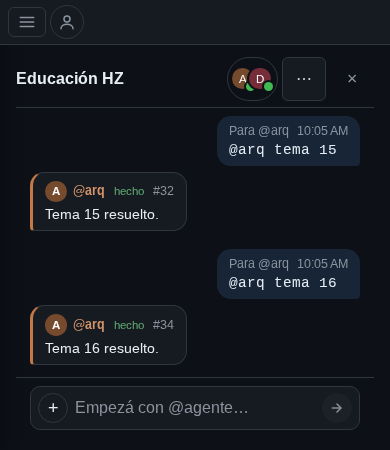 Educación HZ
A D ... ×
Para @arq 10:05 AM
@arq tema 15
A @arq hecho #32
Tema 15 resuelto.
Para @arq 10:05 AM
@arq tema 16
A @arq hecho #34
Tema 16 resuelto.
+ Empezá con @agente…